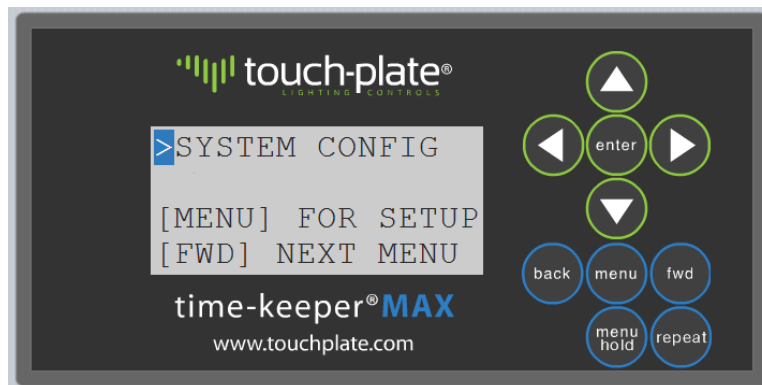 touch-plate®
LIGHTING CONTROLS
>SYSTEM CONFIG
[MENU] FOR SETUP
[FWD] NEXT MENU
time-keeper®MAX
www.touchplate.com
enter
back
menu
fwd
menu
hold
repeat